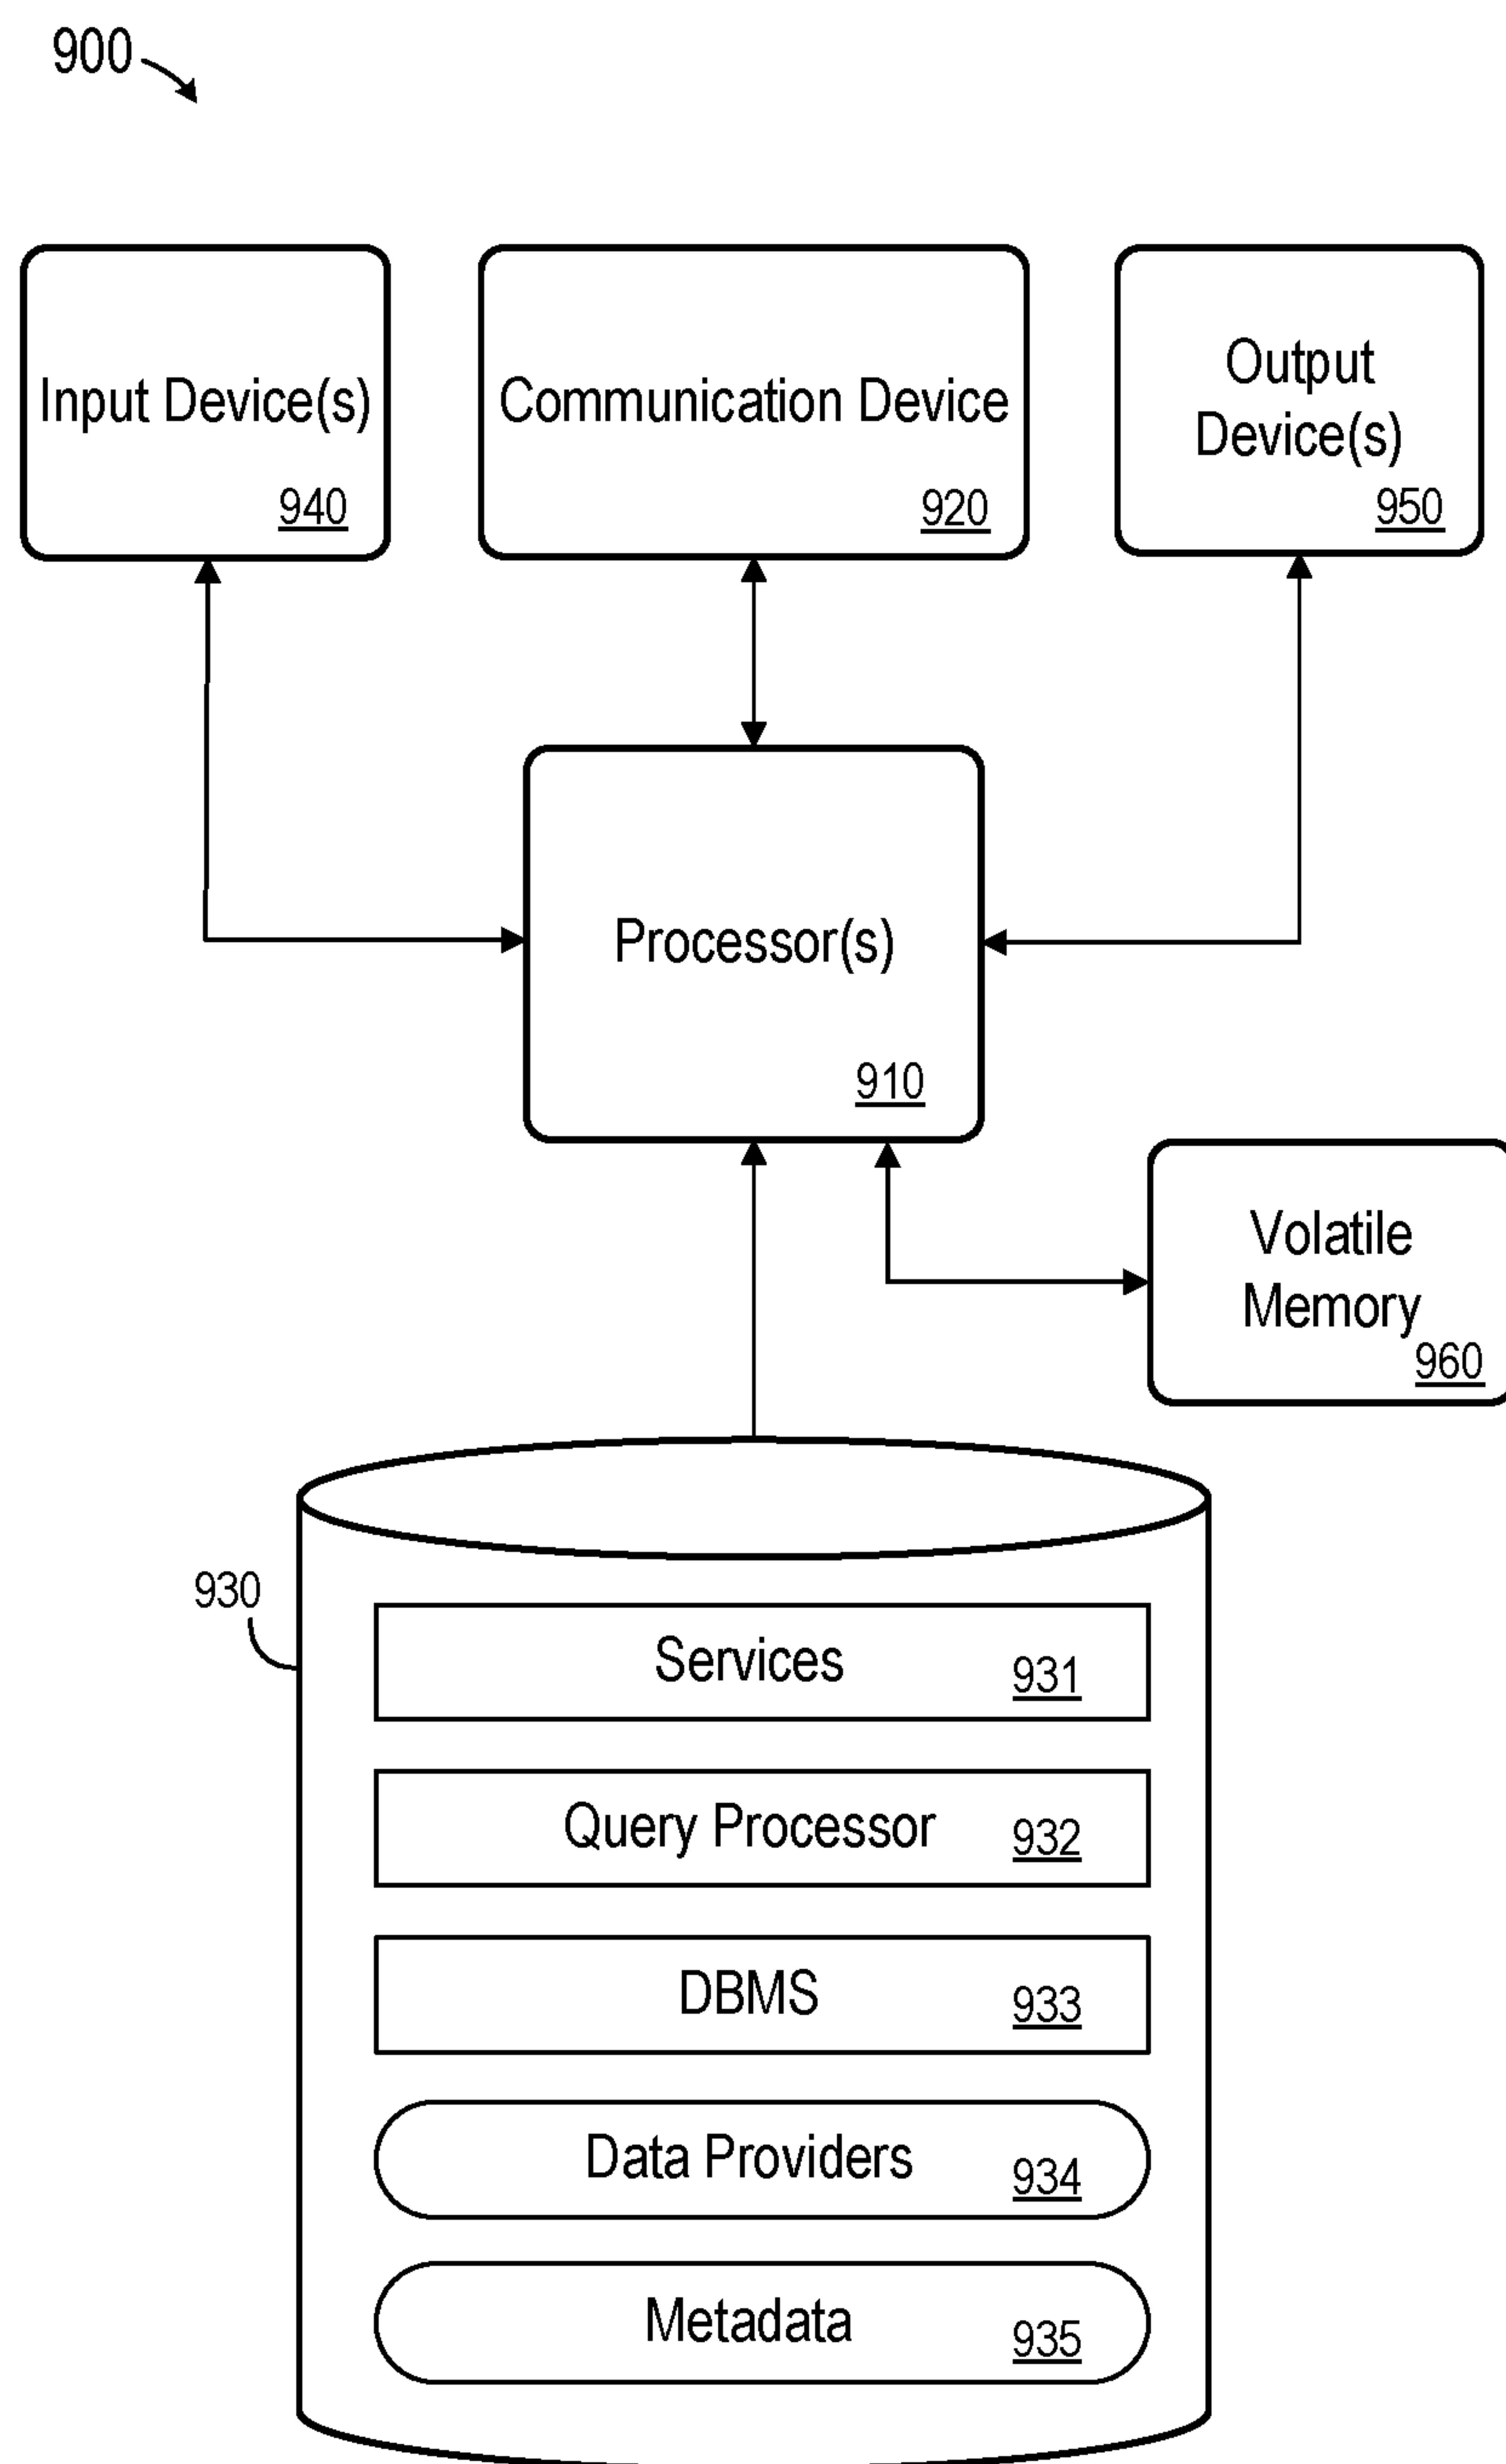 900
Input Device(s)
940
Communication Device
920
Output
Device(s)
950
Processor(s)
910
Volatile
Memory
960
930
Services 931
Query Processor 932
DBMS 933
Data Providers 934
Metadata 935